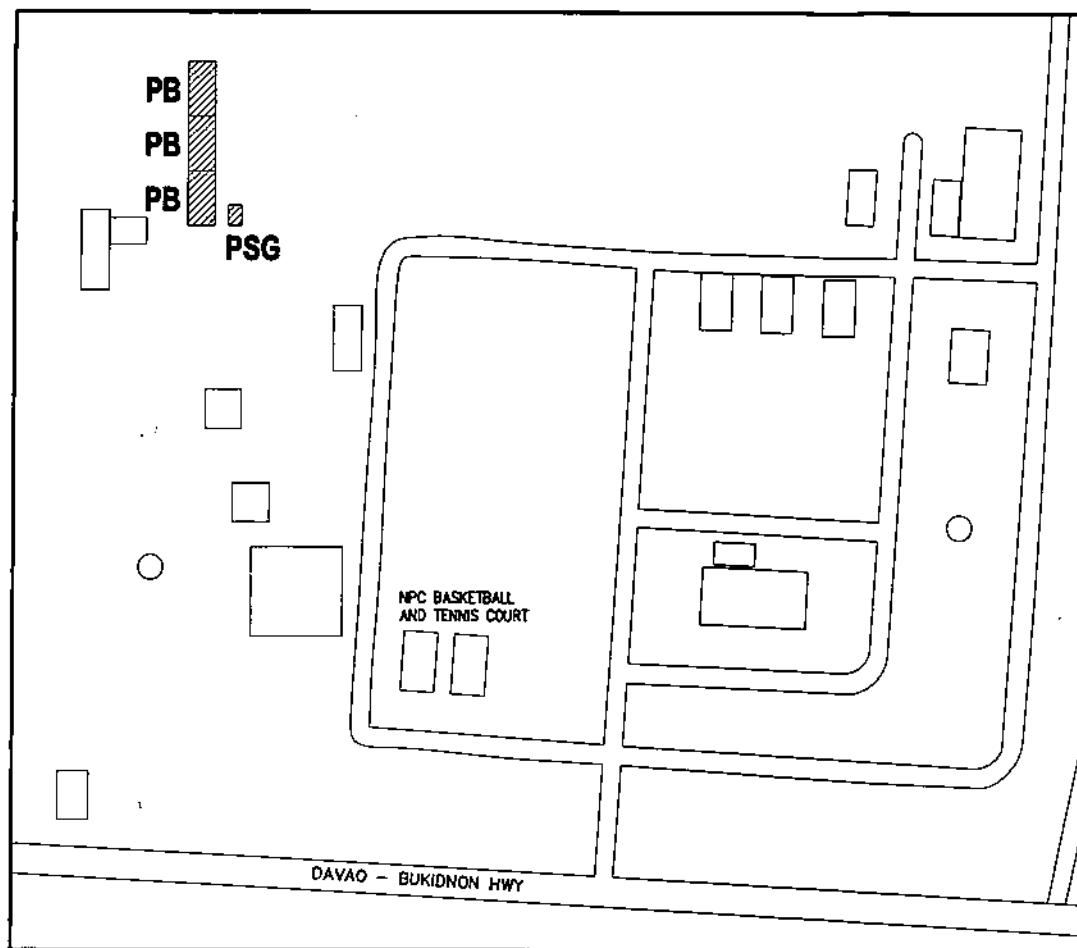 PB
PB
PB
PSG
NPC BASKETBALL
AND TENNIS COURT
DAVAO - BUKIDNON HWY